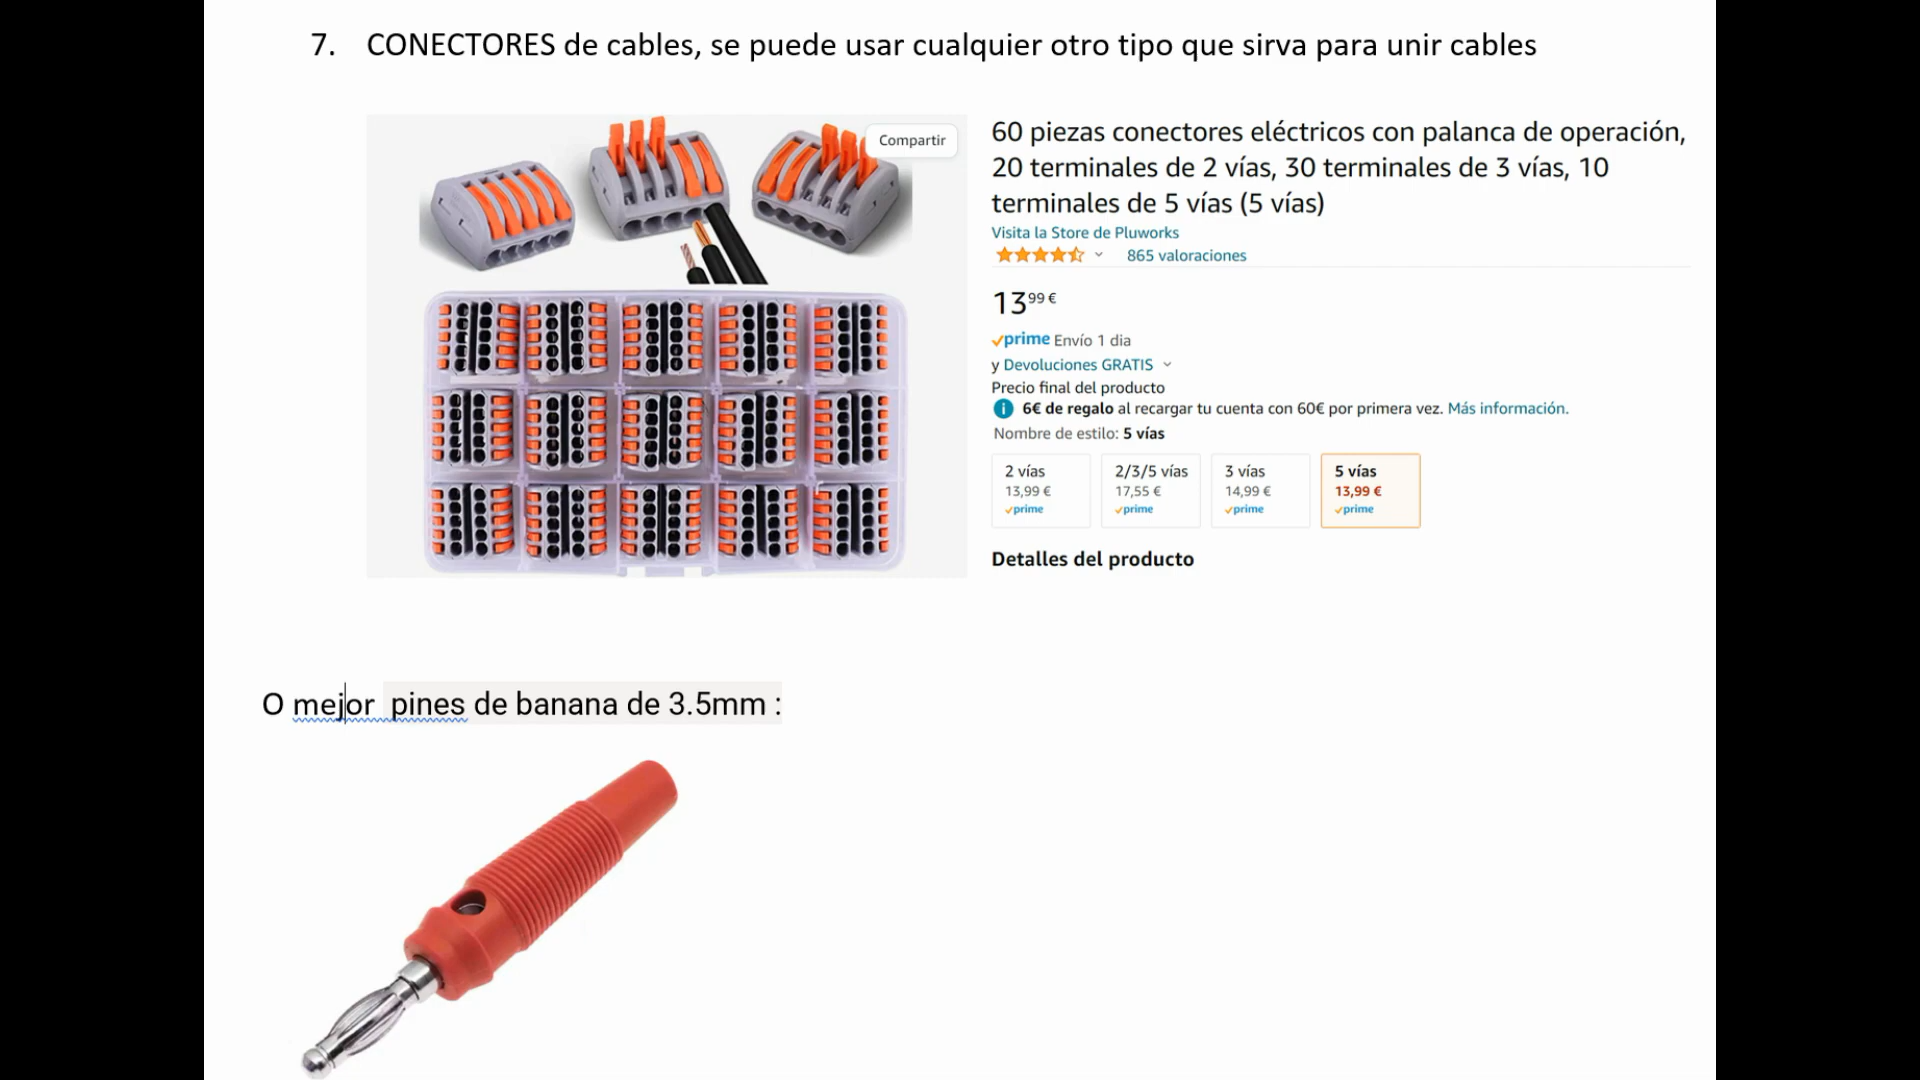 7. CONECTORES de cables, se puede usar cualquier otro tipo que sirva para unir cables
Compartir
60 piezas conectores eléctricos con palanca de operación,
20 terminales de 2 vías, 30 terminales de 3 vías, 10
terminales de 5 vías (5 vías)
Visita la Store de Pluworks
865 valoraciones
13 99 €
prime Envío 1 dia
y Devoluciones GRATIS
Precio final del producto
i 6€ de regalo al recargar tu cuenta con 60€ por primera vez. Más información.
Nombre de estilo: 5 vías
2 vías 2/3/5 vías 3 vías 5 vías
13,99 € 17,55 € 14,99 € 13,99 €
prime prime prime prime
Detalles del producto
O mejor pines de banana de 3.5mm :